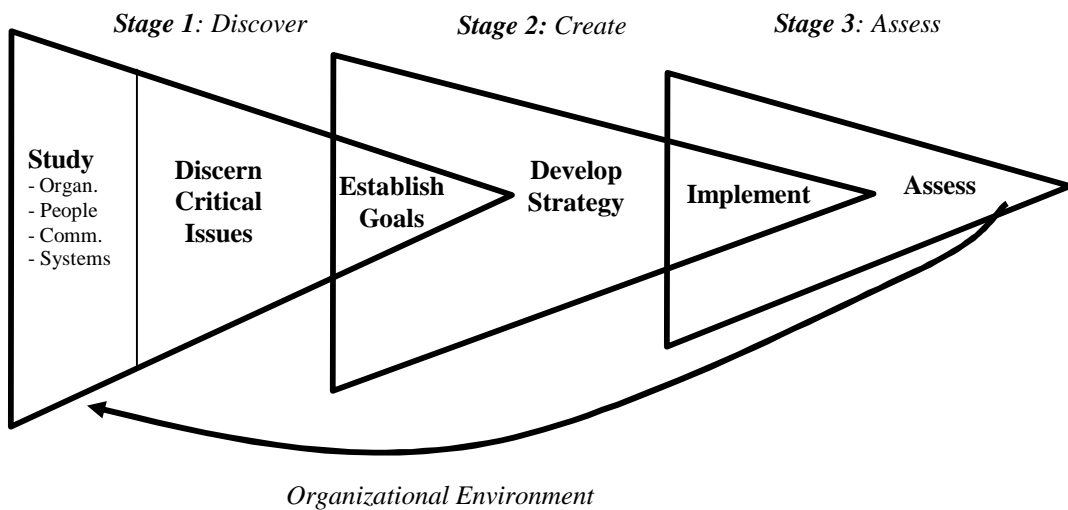 Stage 1: Discover
Stage 2: Create
Stage 3: Assess
Study
- Organ.
- People
- Comm.
- Systems
Discern
Critical
Issues
Establish
Goals
Develop
Strategy
Implement
Assess
Organizational Environment